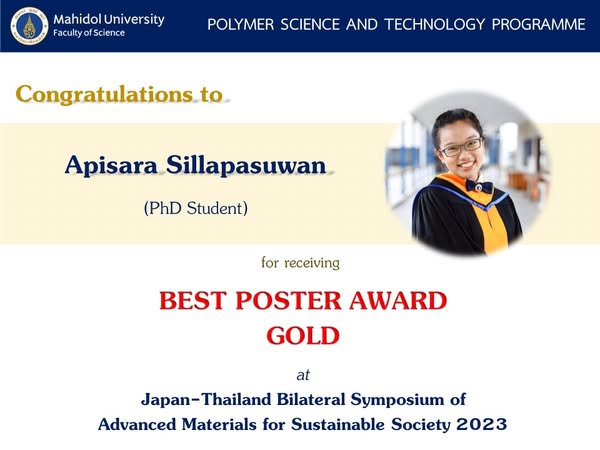 Mahidol University
Faculty of Science
POLYMER SCIENCE AND TECHNOLOGY PROGRAMME
Congratulations to
Apisara Sillapasuwan
(PhD Student)
for receiving
BEST POSTER AWARD
GOLD
at
Japan-Thailand Bilateral Symposium of
Advanced Materials for Sustainable Society 2023